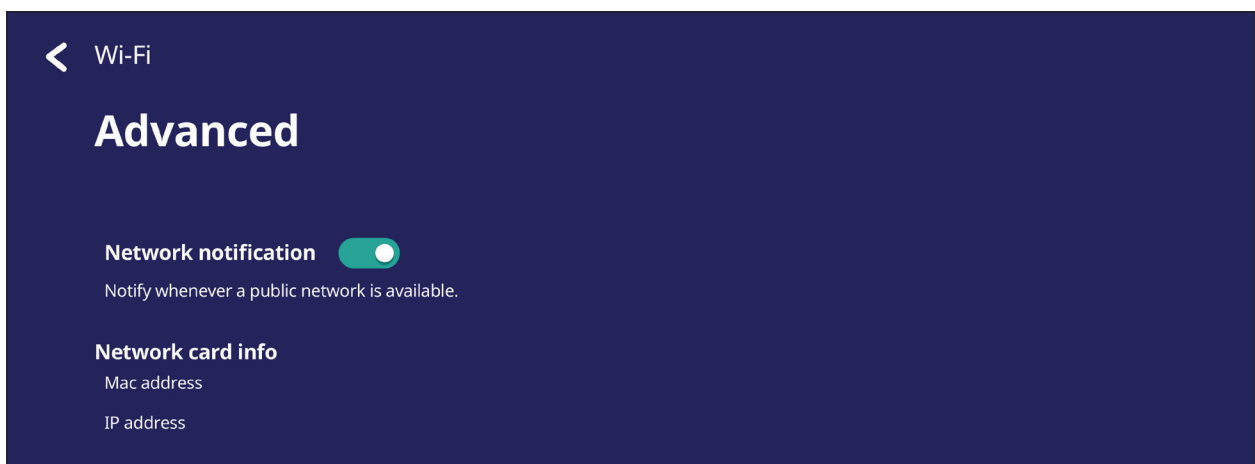 Wi-Fi
Advanced
Network notification
Notify whenever a public network is available.
Network card info
Mac address
IP address